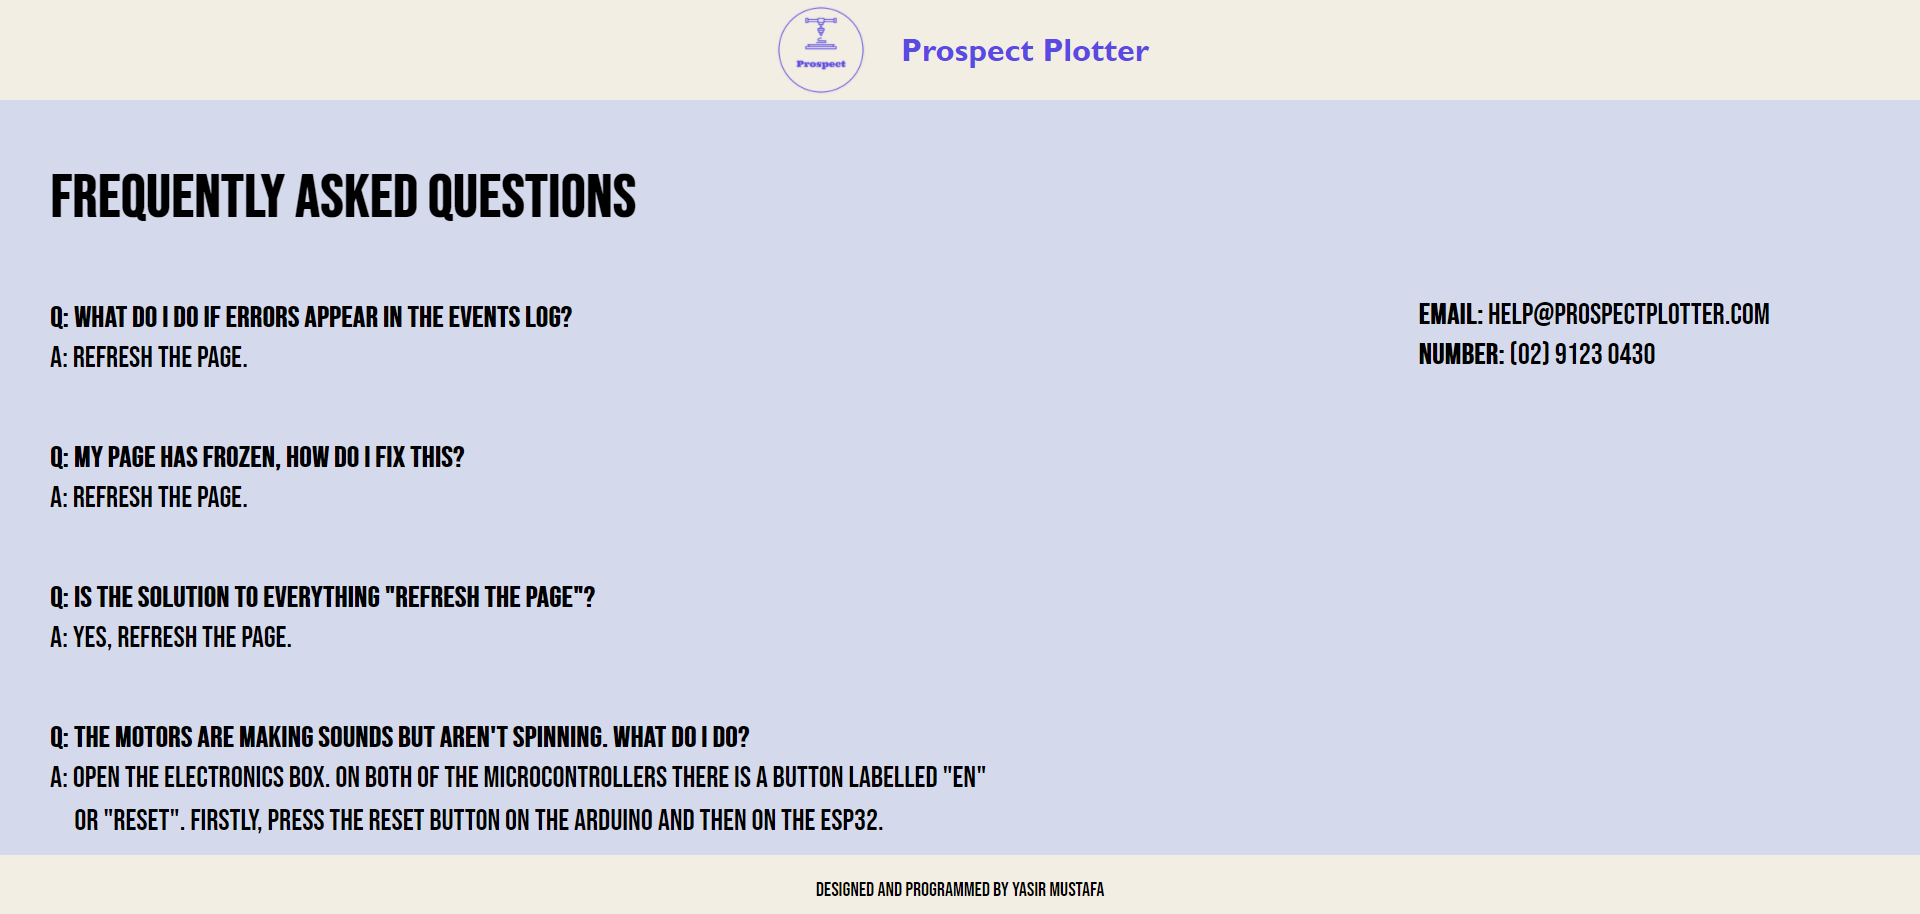 Prospect
Prospect Plotter
FREQUENTLY ASKED QUESTIONS
Q: WHAT DO I DO IF ERRORS APPEAR IN THE EVENTS LOG?
A: REFRESH THE PAGE.
EMAIL: HELP@PROSPECTPLOTTER.COM
NUMBER: (02) 9123 0430
Q: MY PAGE HAS FROZEN, HOW DO I FIX THIS?
A: REFRESH THE PAGE.
Q: IS THE SOLUTION TO EVERYTHING "REFRESH THE PAGE"?
A: YES, REFRESH THE PAGE.
Q: THE MOTORS ARE MAKING SOUNDS BUT AREN'T SPINNING. WHAT DO I DO?
A: OPEN THE ELECTRONICS BOX. ON BOTH OF THE MICROCONTROLLERS THERE IS A BUTTON LABELLED "EN"
OR "RESET". FIRSTLY, PRESS THE RESET BUTTON ON THE ARDUINO AND THEN ON THE ESP32.
DESIGNED AND PROGRAMMED BY YASIR MUSTAFA